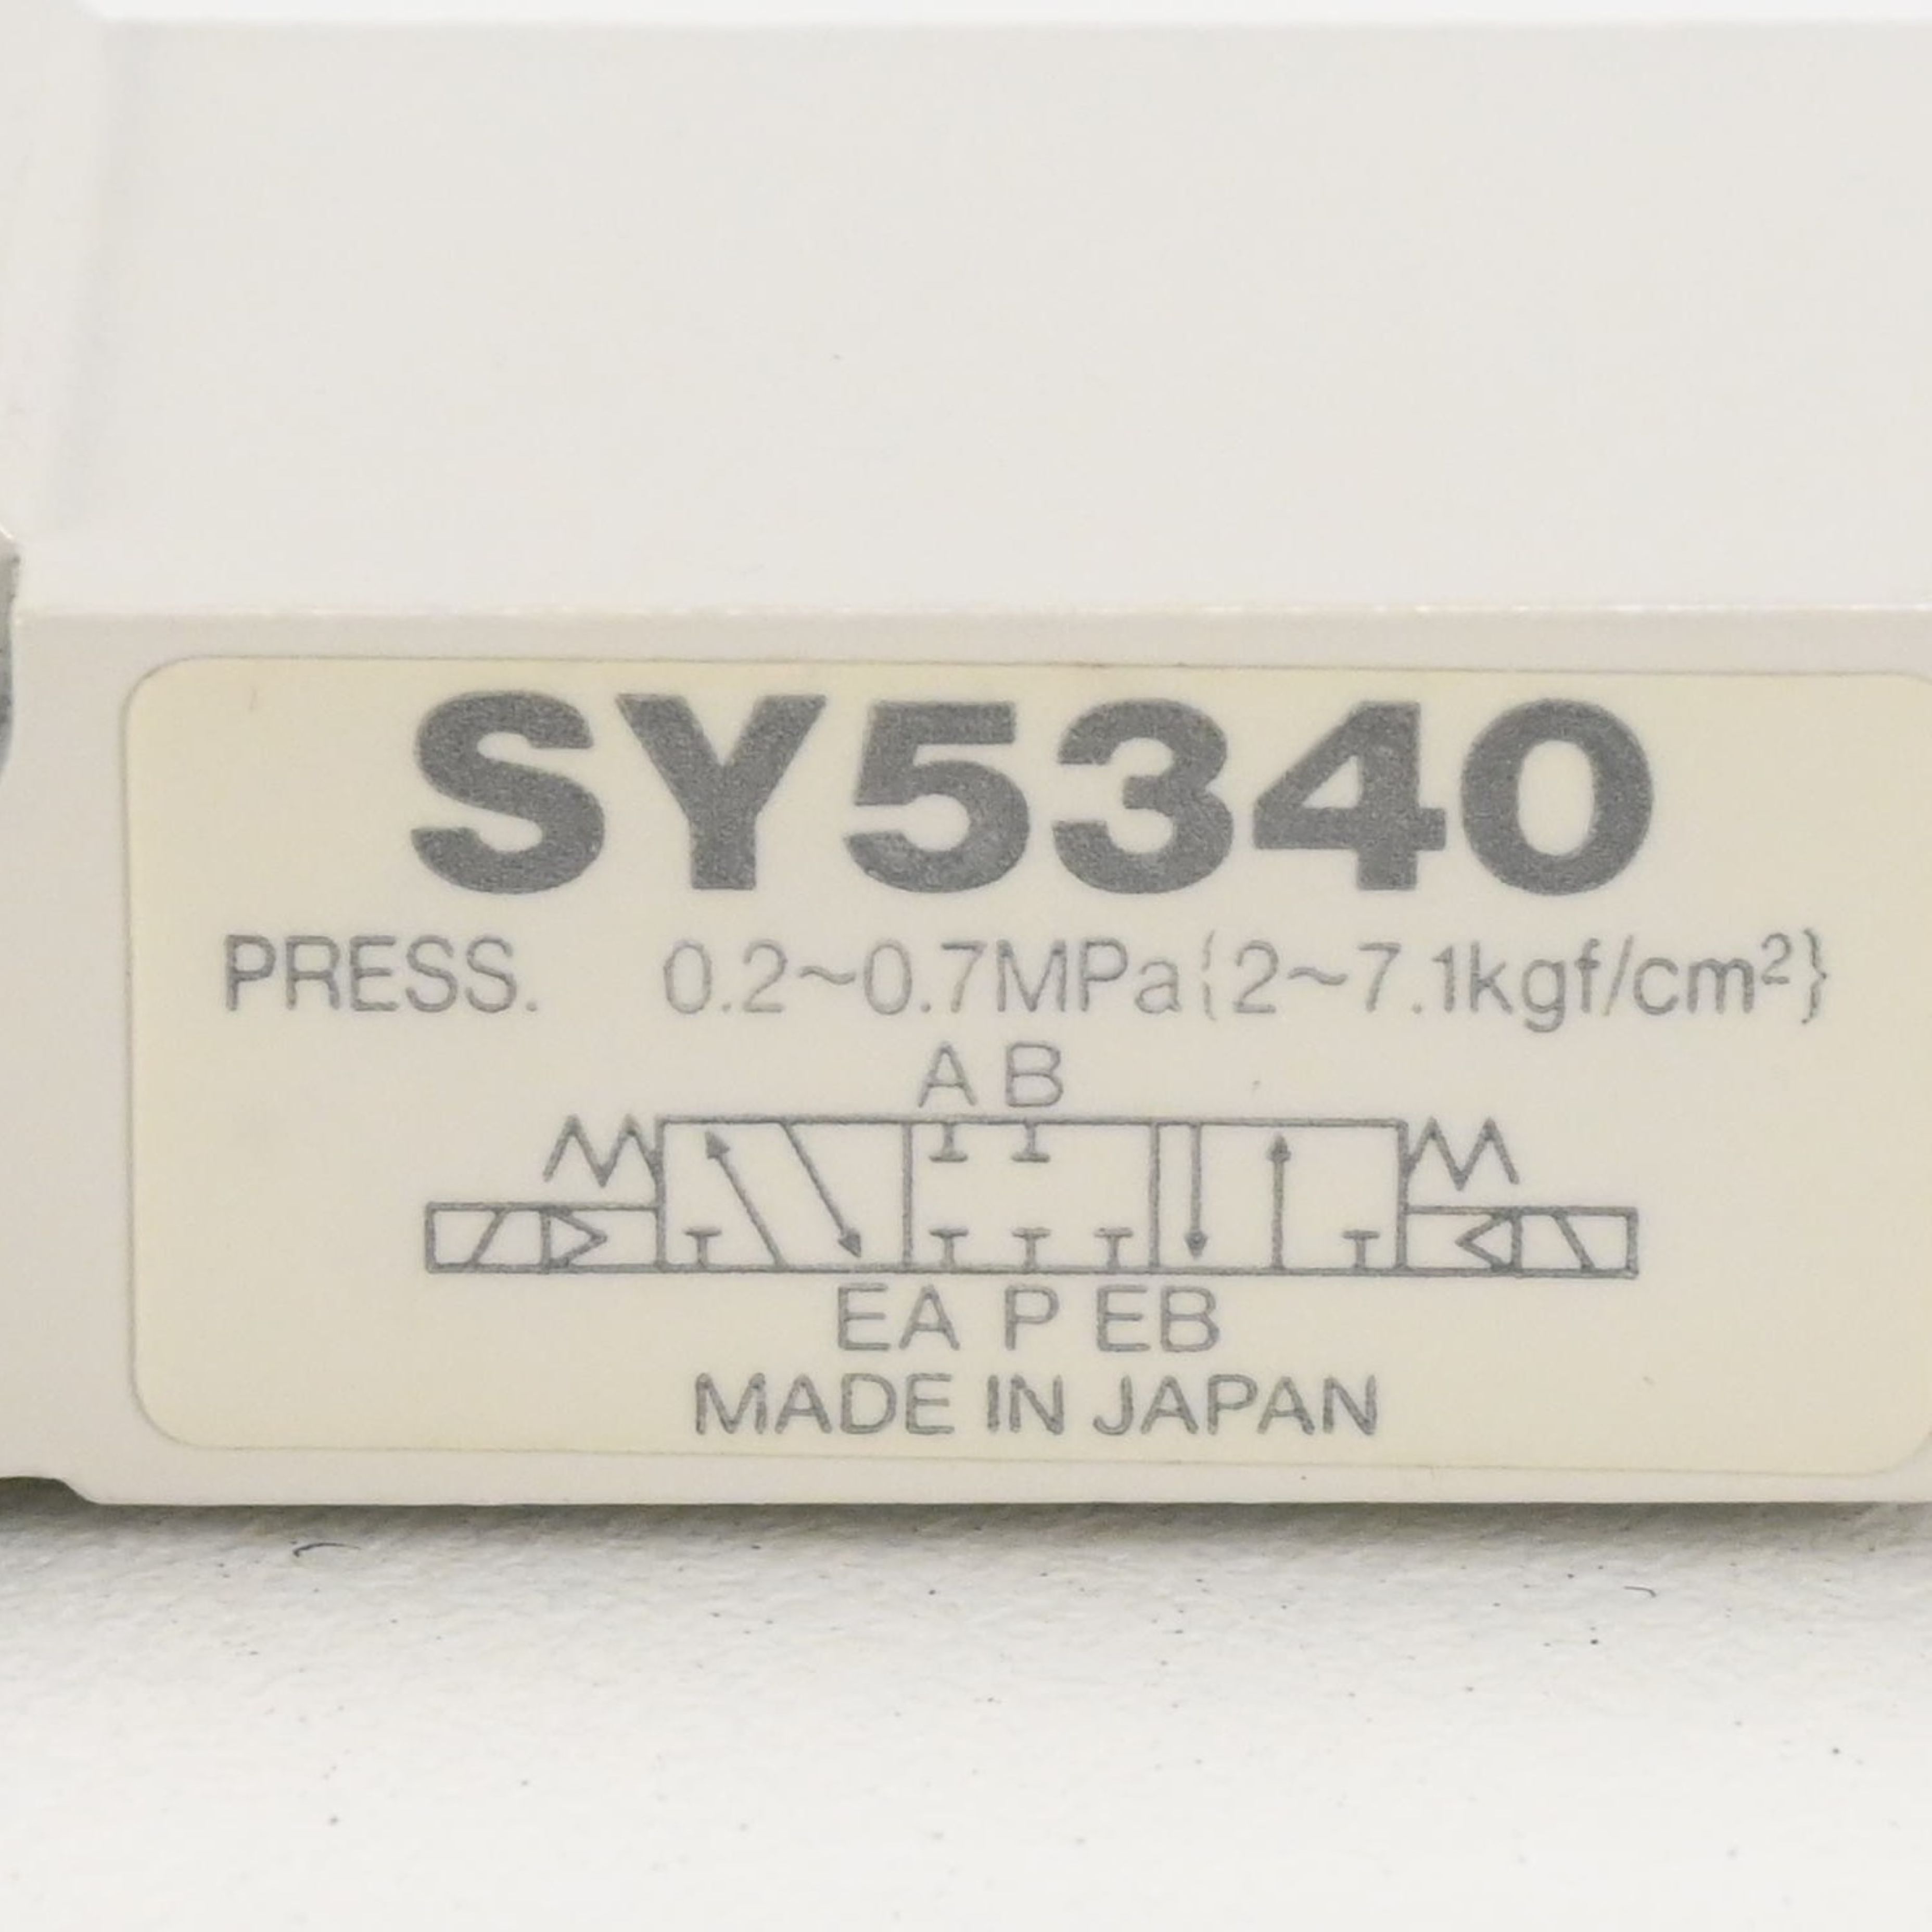 SY5340
PRESS. 0.2~0.7MPa{2~7.1kgf/cm²}
A B
EA P EB
MADE IN JAPAN